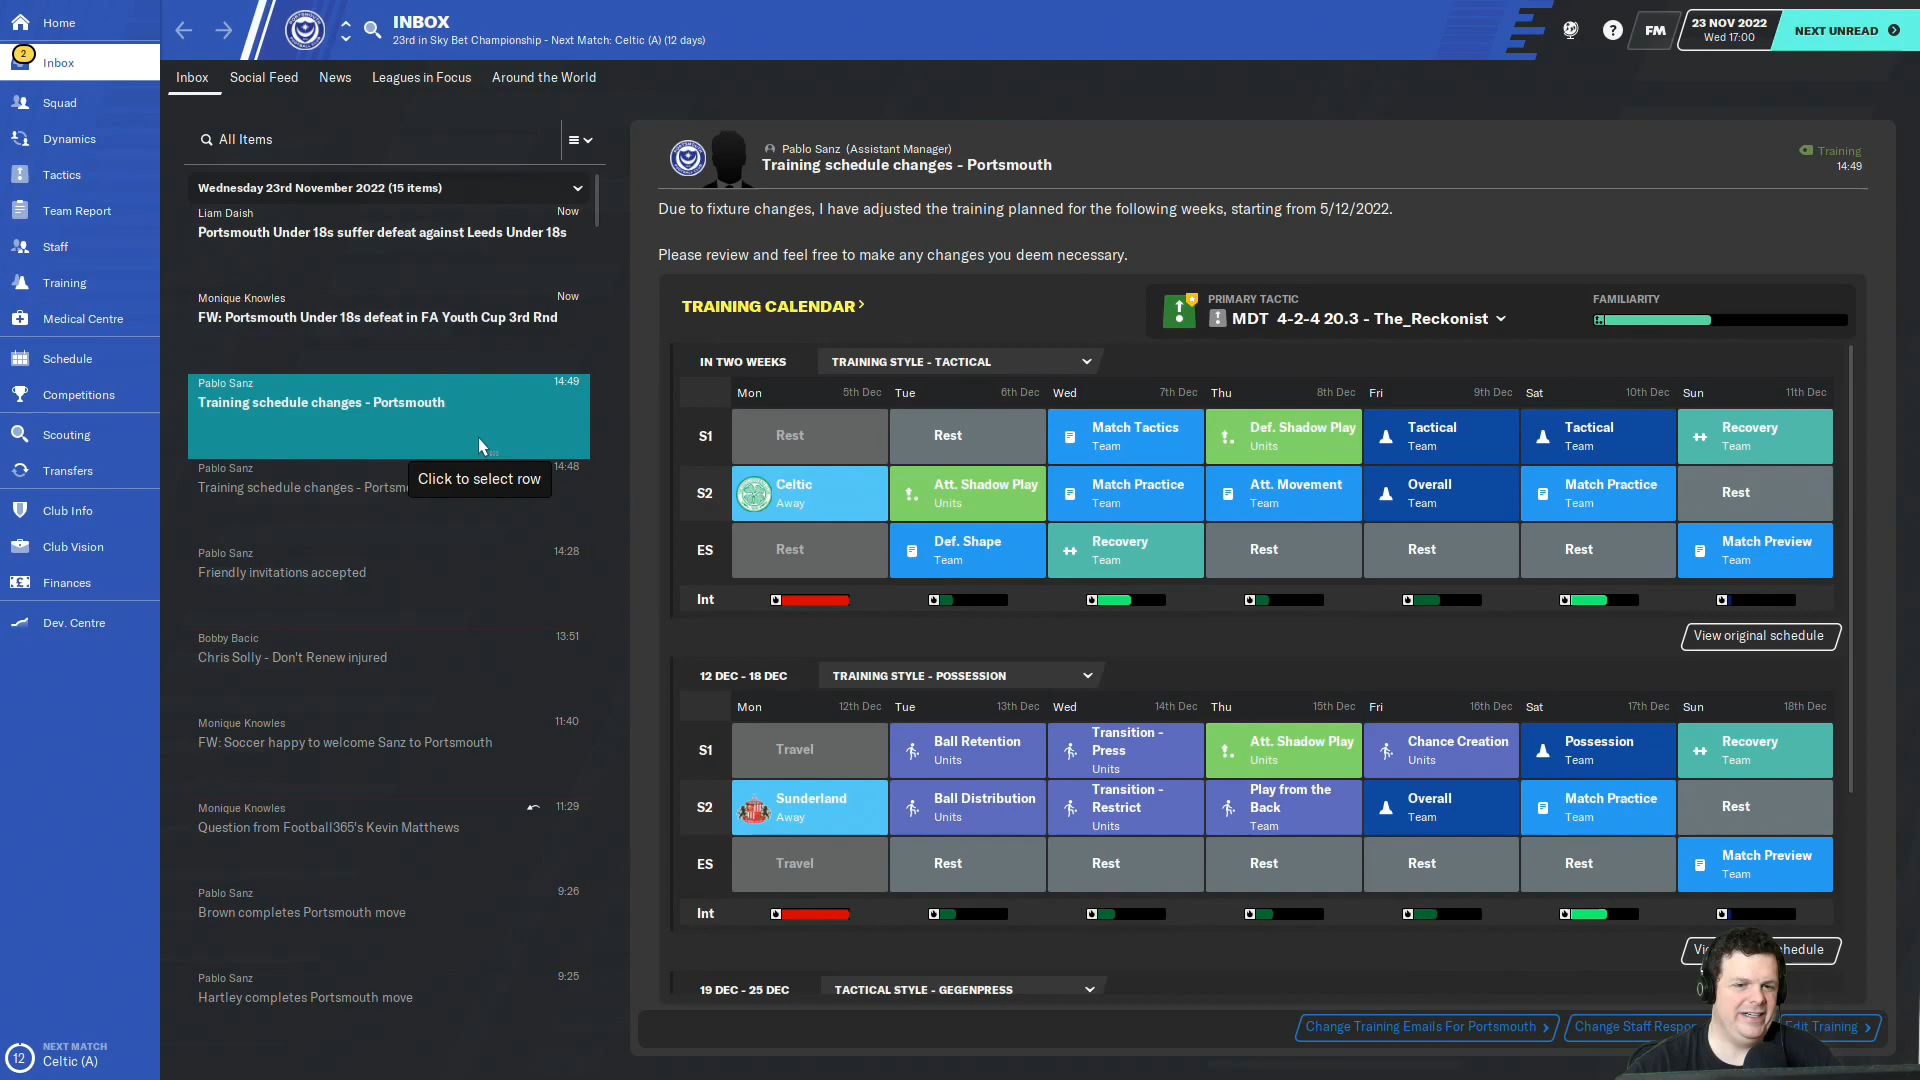 Home
INBOX
23rd in Sky Bet Championship - Next Match: Celtic (A) (12 days)
FM
23 NOV 2022
Wed 17:00
NEXT UNREAD
2
Inbox
Squad
Dynamics
Tactics
Team Report
Staff
Training
Medical Centre
Schedule
Competitions
Scouting
Transfers
Club Info
Club Vision
Finances
Dev. Centre
12
NEXT MATCH
Celtic (A)
Inbox Social Feed News Leagues in Focus Around the World
All Items
Wednesday 23rd November 2022 (15 items)
Liam Daish Now
Portsmouth Under 18s suffer defeat against Leeds Under 18s
Monique Knowles Now
FW: Portsmouth Under 18s defeat in FA Youth Cup 3rd Rnd
Pablo Sanz 14:49
Training schedule changes - Portsmouth
Pablo Sanz 14:48
Training schedule changes - Portsm
Click to select row
Pablo Sanz 14:28
Friendly invitations accepted
Bobby Bacic 13:51
Chris Solly - Don't Renew injured
Monique Knowles 11:40
FW: Soccer happy to welcome Sanz to Portsmouth
Monique Knowles 11:29
Question from Football365's Kevin Matthews
Pablo Sanz 9:26
Brown completes Portsmouth move
Pablo Sanz 9:25
Hartley completes Portsmouth move
Pablo Sanz (Assistant Manager)
Training schedule changes - Portsmouth
Training
14:49
Due to fixture changes, I have adjusted the training planned for the following weeks, starting from 5/12/2022.
Please review and feel free to make any changes you deem necessary.
TRAINING CALENDAR
PRIMARY TACTIC
MDT 4-2-4 20.3 - The_Reckonist
FAMILIARITY
IN TWO WEEKS TRAINING STYLE - TACTICAL
Mon 5th Dec Tue 6th Dec Wed 7th Dec Thu 8th Dec Fri 9th Dec Sat 10th Dec Sun 11th Dec
S1 Rest Rest Match Tactics Def. Shadow Play Tactical Tactical Recovery
Team Units Team Team Team
S2 Celtic Att. Shadow Play Match Practice Att. Movement Overall Match Practice Rest
Away Units Team Team Team Team
ES Rest Def. Shape Recovery Rest Rest Rest Match Preview
Team Team Team
Int
View original schedule
12 DEC - 18 DEC TRAINING STYLE - POSSESSION
Mon 12th Dec Tue 13th Dec Wed 14th Dec Thu 15th Dec Fri 16th Dec Sat 17th Dec Sun 18th Dec
S1 Travel Ball Retention Transition - Press Att. Shadow Play Chance Creation Possession Recovery
Units Units Units Units Team Team
S2 Sunderland Ball Distribution Transition - Restrict Play from the Back Overall Match Practice Rest
Away Units Units Team Team Team
ES Travel Rest Rest Rest Rest Rest Match Preview
Team
Int
hedule
19 DEC - 25 DEC TACTICAL STYLE - GEGENPRESS
Change Training Emails For Portsmouth
Change Staff Respo
Edit Training